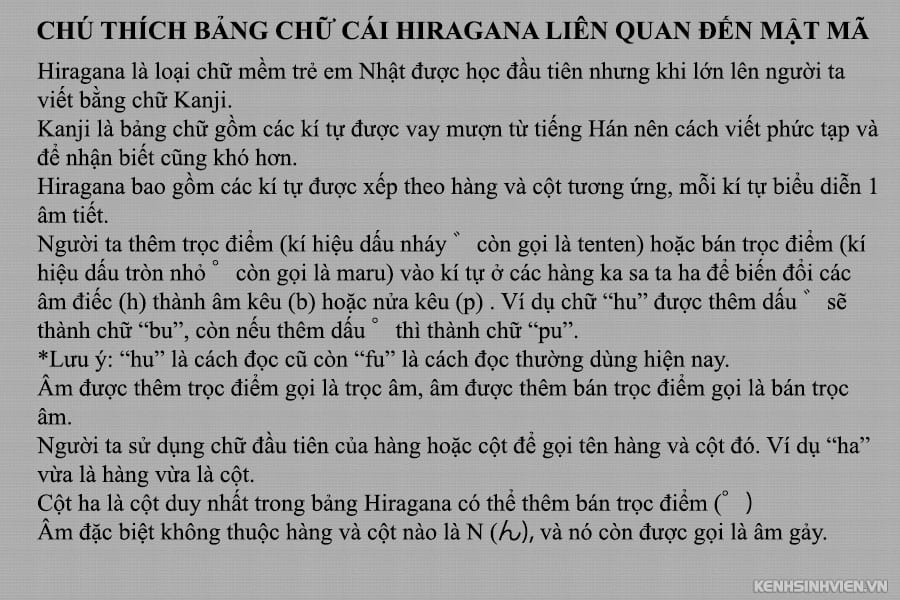 CHÚ THÍCH BẢNG CHỮ CÁI HIRAGANA LIÊN QUAN ĐẾN MẬT MÃ
Hiragana là loại chữ mềm trẻ em Nhật được học đầu tiên nhưng khi lớn lên người ta
viết bằng chữ Kanji.
Kanji là bảng chữ gồm các kí tự được vay mượn từ tiếng Hán nên cách viết phức tạp và
để nhận biết cũng khó hơn.
Hiragana bao gồm các kí tự được xếp theo hàng và cột tương ứng, mỗi kí tự biểu diễn 1
âm tiết.
Người ta thêm trọc điểm (kí hiệu dấu nháy ゛ còn gọi là tenten) hoặc bán trọc điểm (kí
hiệu dấu tròn nhỏ ゜ còn gọi là maru) vào kí tự ở các hàng ka sa ta ha để biến đổi các
âm điếc (h) thành âm kêu (b) hoặc nửa kêu (p) . Ví dụ chữ “hu” được thêm dấu ゛ sẽ
thành chữ “bu”, còn nếu thêm dấu ゜ thì thành chữ “pu”.
*Lưu ý: “hu” là cách đọc cũ còn “fu” là cách đọc thường dùng hiện nay.
Âm được thêm trọc điểm gọi là trọc âm, âm được thêm bán trọc điểm gọi là bán trọc
âm.
Người ta sử dụng chữ đầu tiên của hàng hoặc cột để gọi tên hàng và cột đó. Ví dụ “ha”
vừa là hàng vừa là cột.
Cột ha là cột duy nhất trong bảng Hiragana có thể thêm bán trọc điểm (゜ )
Âm đặc biệt không thuộc hàng và cột nào là N (ん), và nó còn được gọi là âm gảy.
KENHSINHVIEN.VN